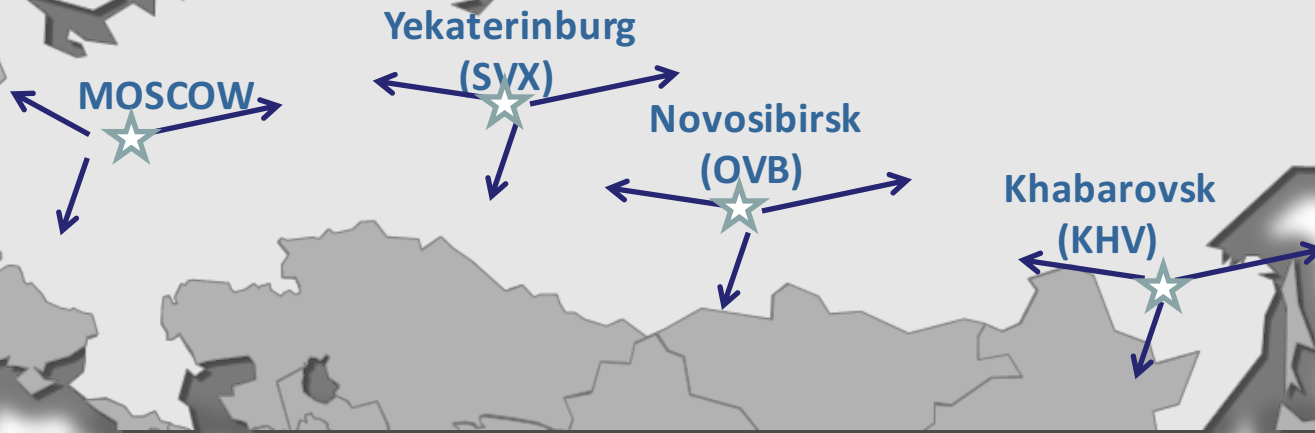 Yekaterinburg
(SVX)
MOSCOW
Novosibirsk
(OVB)
Khabarovsk
(KHV)